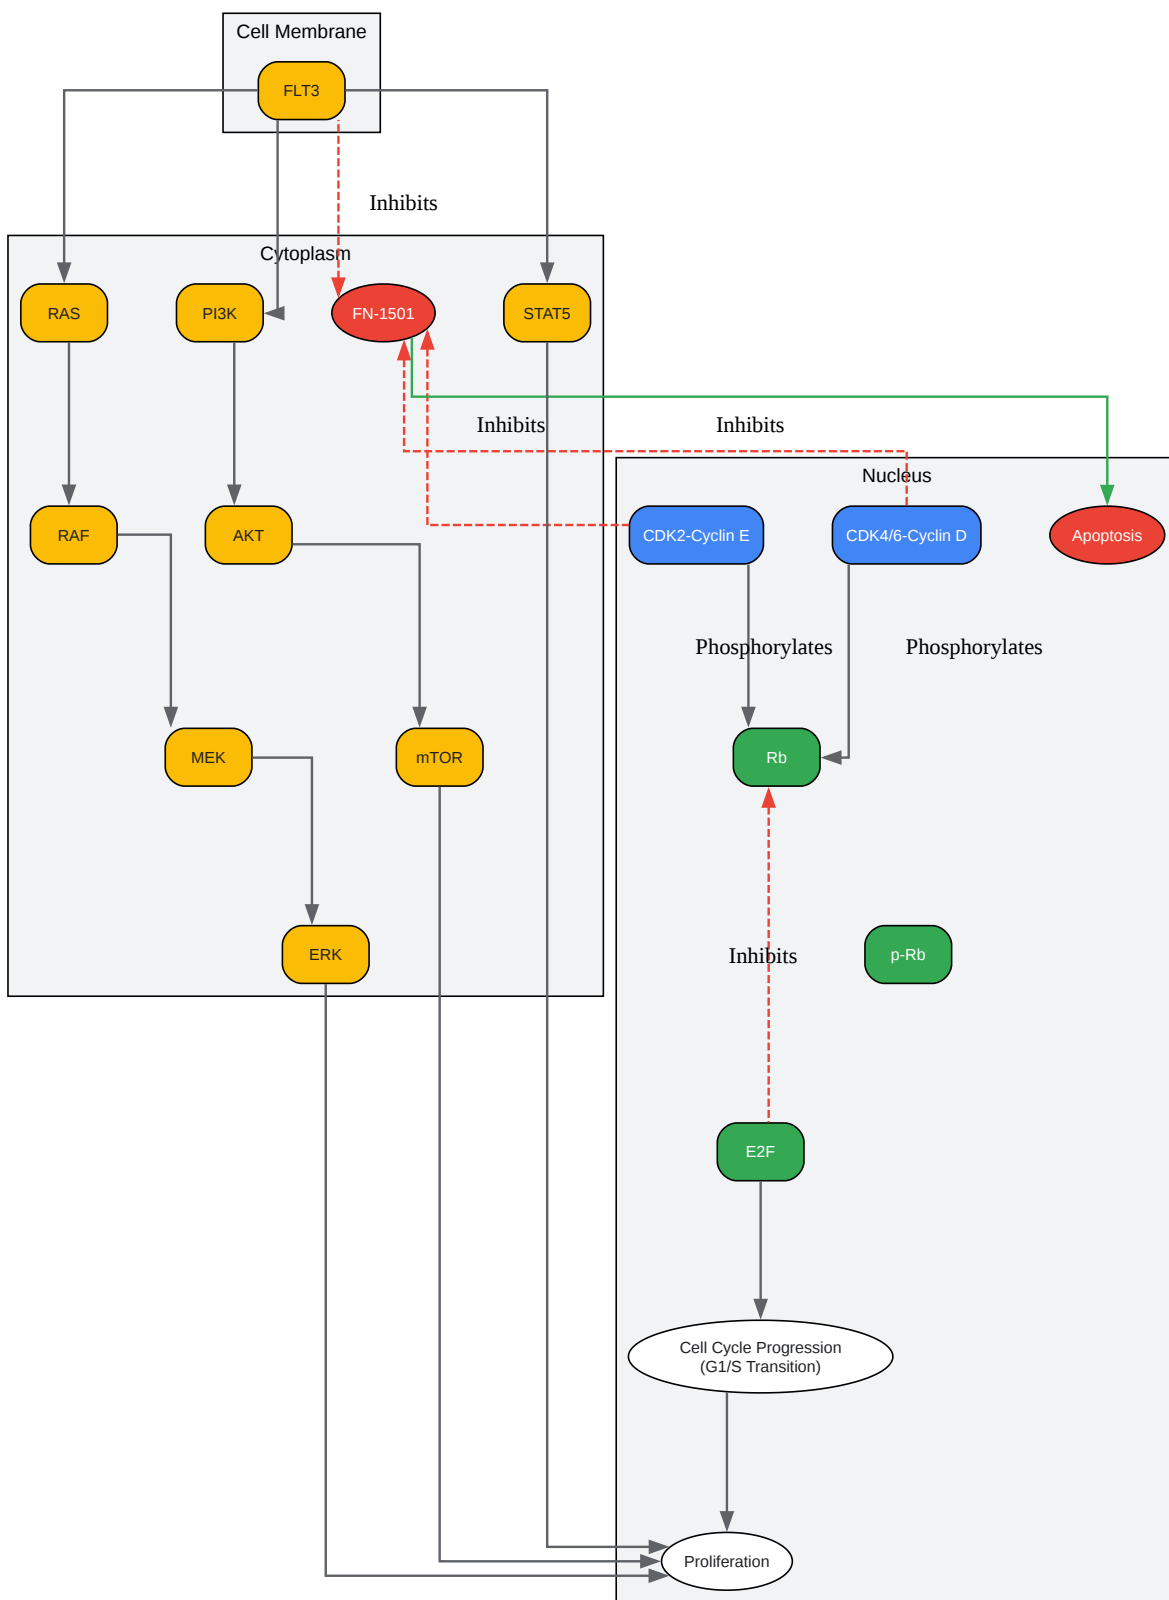 Cell Membrane
FLT3
Inhibits
Cytoplasm
RAS
PI3K
FN-1501
STAT5
Inhibits
Inhibits
Nucleus
RAF
AKT
CDK2-Cyclin E
CDK4/6-Cyclin D
Apoptosis
Phosphorylates
Phosphorylates
MEK
mTOR
Rb
ERK
Inhibits
p-Rb
E2F
Cell Cycle Progression
(G1/S Transition)
Proliferation